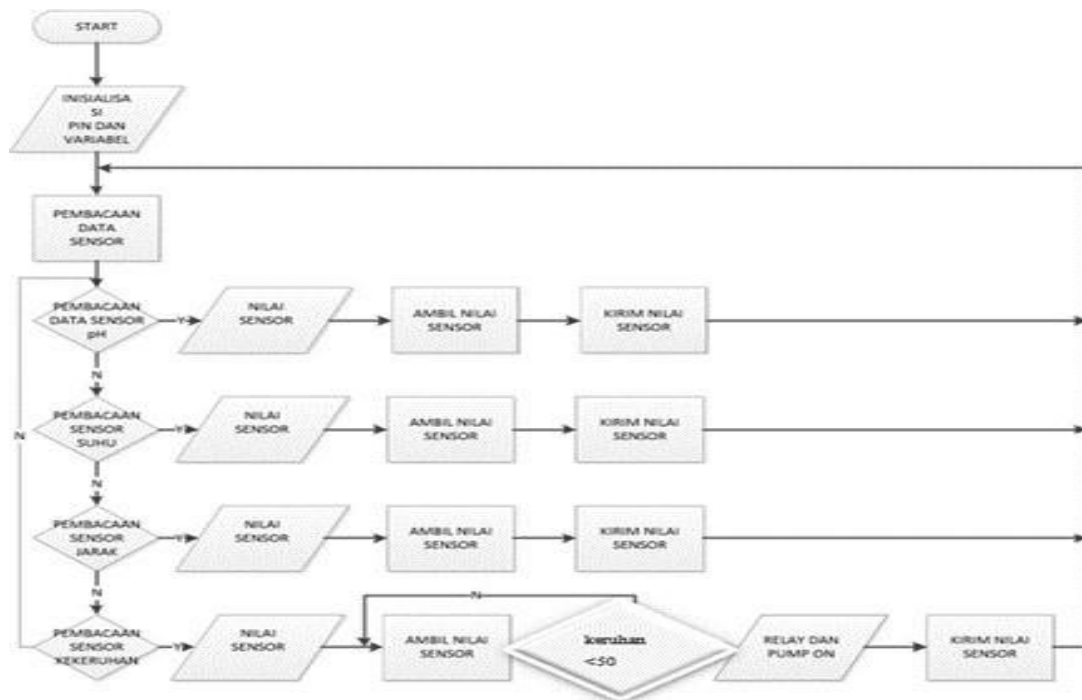 START
INISIALISA
SI
PIN DAN
VARIABEL
PEMBACAAN
DATA
SENSOR
PEMBACAAN
DATA SENSOR
pH
Y
NILAI
SENSOR
AMBIL NILAI
SENSOR
KIRIM NILAI
SENSOR
N
PEMBACAAN
SENSOR
SUHU
Y
NILAI
SENSOR
AMBIL NILAI
SENSOR
KIRIM NILAI
SENSOR
N
N
PEMBACAAN
SENSOR
JARAK
Y
NILAI
SENSOR
AMBIL NILAI
SENSOR
KIRIM NILAI
SENSOR
N
N
PEMBACAAN
SENSOR
KEKERUHAN
Y
NILAI
SENSOR
AMBIL NILAI
SENSOR
keruhan
<50
RELAY DAN
PUMP ON
KIRIM NILAI
SENSOR